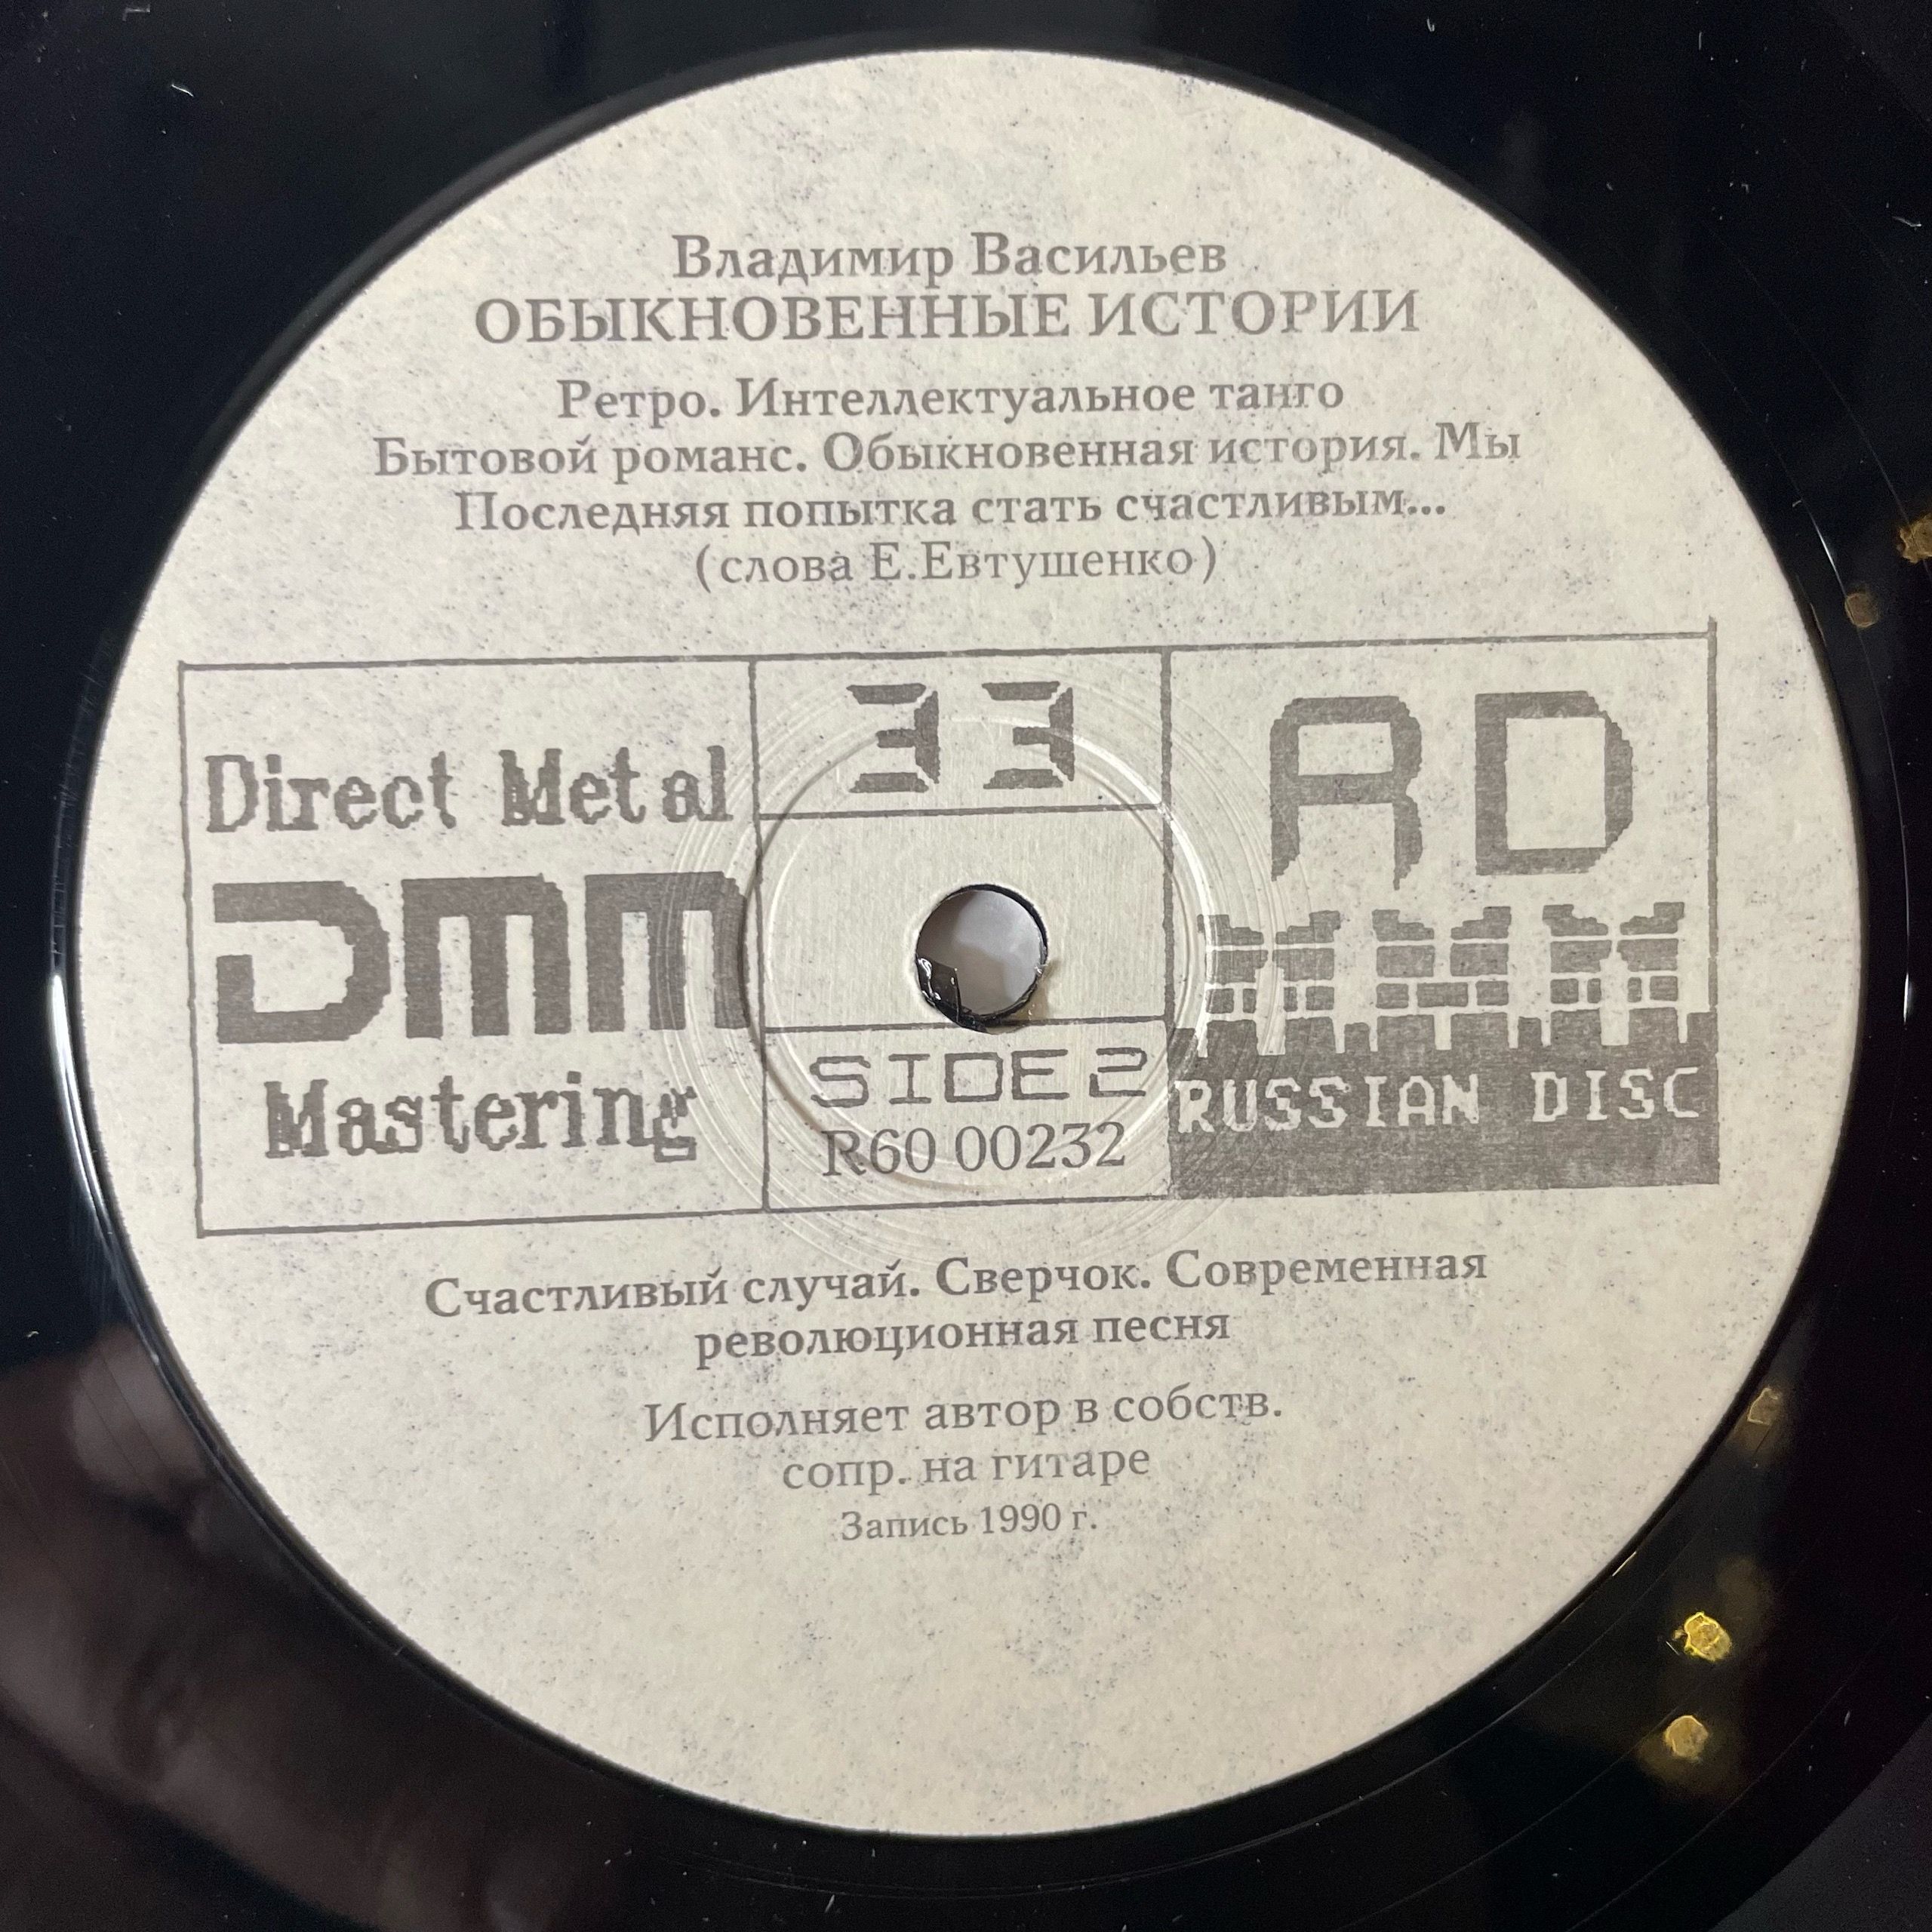 Владимир Васильев
ОБЫКНОВЕННЫЕ ИСТОРИИ
Ретро. Интеллектуальное танго
Бытовой романс. Обыкновенная история. Мы
Последняя попытка стать счастливым...
(слова Е.Евтушенко)
Direct Metal
DMM
Mastering
33
SIDE 2
R60 00232
RD
RUSSIAN DISC
Счастливый случай. Сверчок. Современная
революционная песня
Исполняет автор в собств.
сопр. на гитаре
Запись 1990 г.